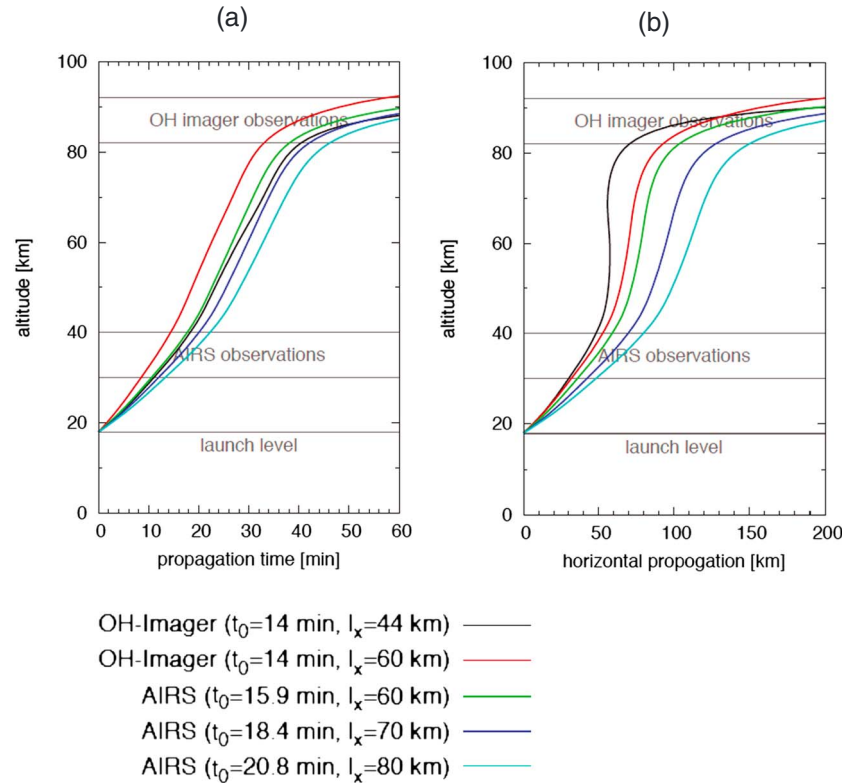 (a)
100
80
60
40
20
0
altitude [km]
OH imager observations
AIRS observations
launch level
0 10 20 30 40 50 60
propagation time [min]
(b)
100
80
60
40
20
0
altitude [km]
OH imager observations
AIRS observations
launch level
0 50 100 150 200
horizontal propogation [km]
OH-Imager (t0=14 min, lx=44 km)
OH-Imager (t0=14 min, lx=60 km)
AIRS (t0=15.9 min, lx=60 km)
AIRS (t0=18.4 min, lx=70 km)
AIRS (t0=20.8 min, lx=80 km)